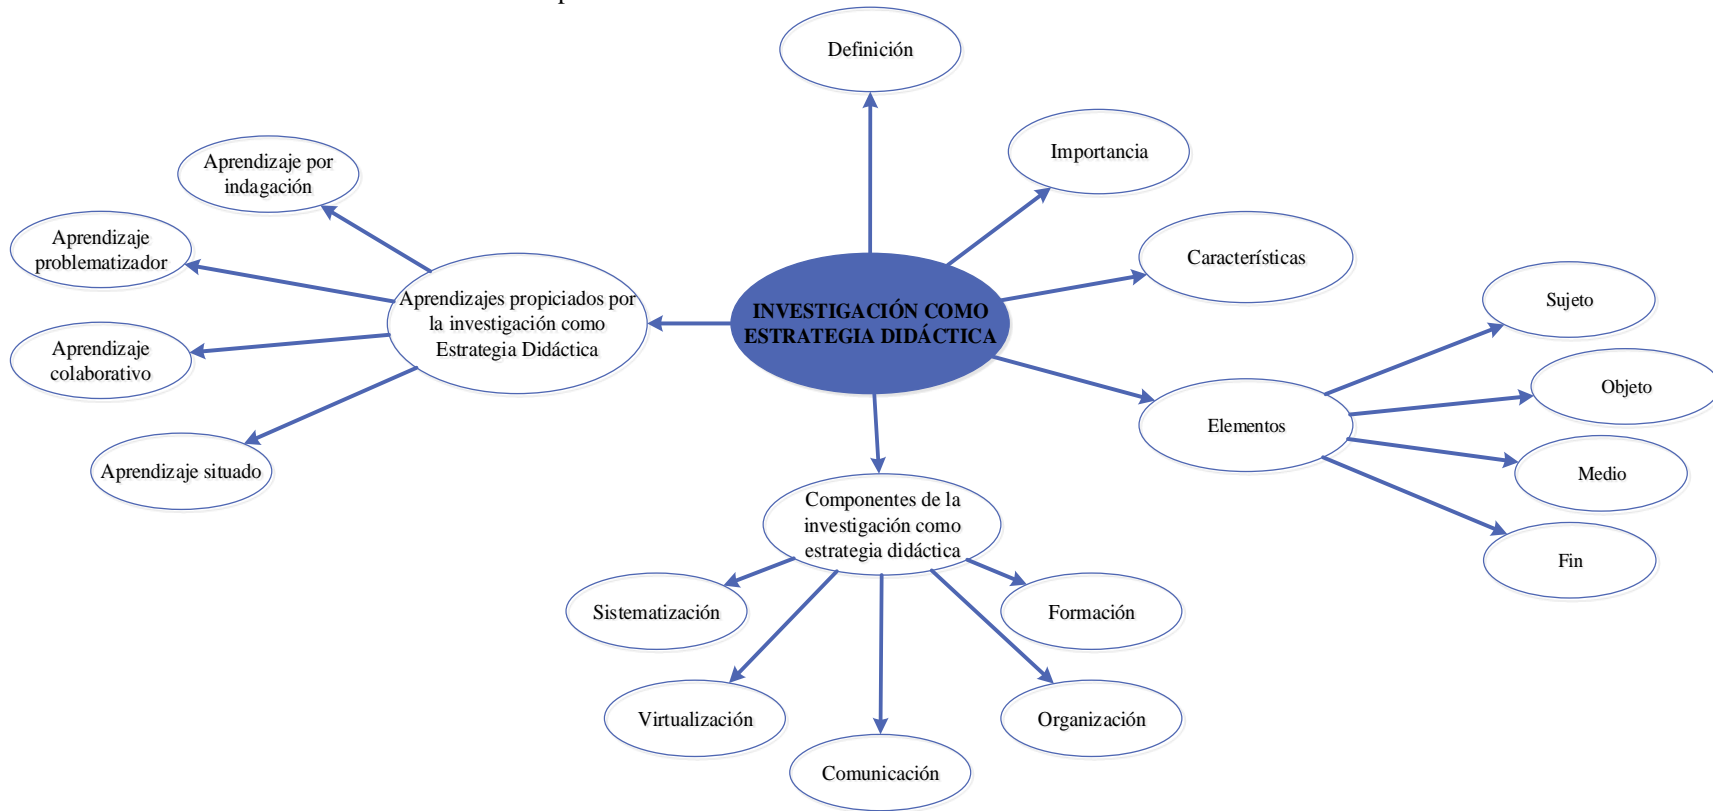 Definición
Importancia
Características
INVESTIGACIÓN COMO
ESTRATEGIA DIDÁCTICA
Aprendizaje por
indagación
Aprendizaje
problematizador
Aprendizaje
colaborativo
Aprendizaje situado
Aprendizajes propiciados por
la investigación como
Estrategia Didáctica
Elementos
Sujeto
Objeto
Medio
Fin
Componentes de la
investigación como
estrategia didáctica
Sistematización
Virtualización
Comunicación
Organización
Formación